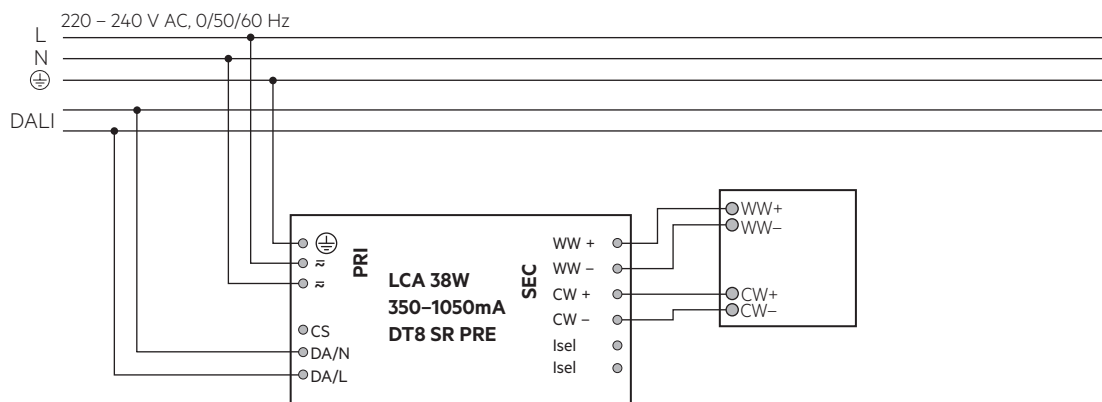 220 – 240 V AC, 0/50/60 Hz
L
N
DALI
PRI
LCA 38W
350–1050mA
DT8 SR PRE
CS
DA/N
DA/L
SEC
WW +
WW –
CW +
CW –
Isel
Isel
WW+
WW–
CW+
CW–